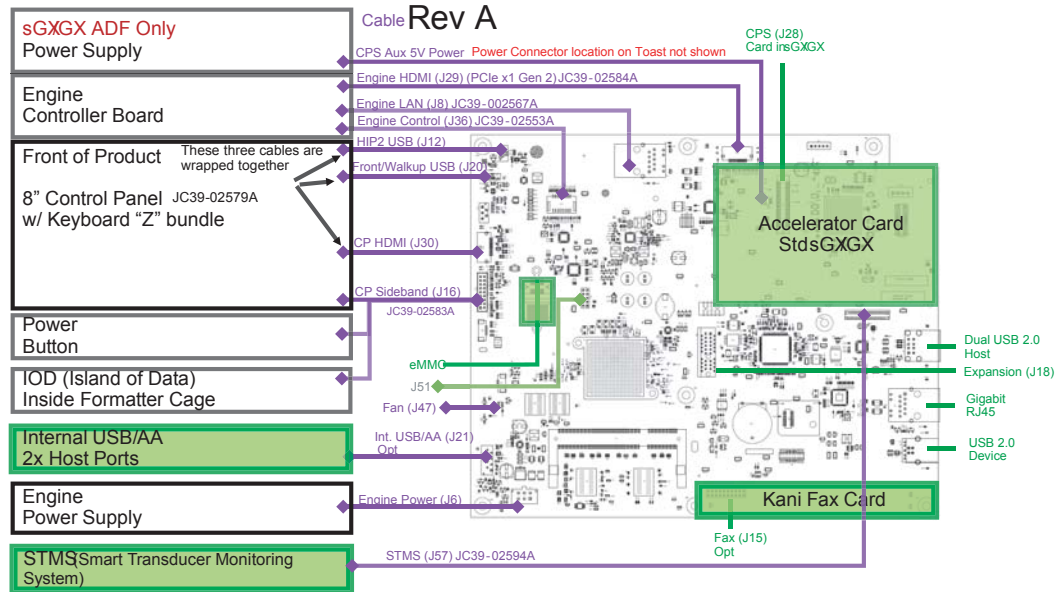 Cable Rev A
sGXGX ADF Only
Power Supply
CPS Aux 5V Power Power Connector location on Toast not shown
CPS (J28)
Card in sGXGX
Engine HDMI (J29) (PCIe x1 Gen 2) JC39-02584A
Engine
Controller Board
Engine LAN (J8) JC39-002567A
Engine Control (J36) JC39-02553A
HIP2 USB (J12)
Front of Product
These three cables are
wrapped together
Front/Walkup USB (J20)
8” Control Panel JC39-02579A
w/ Keyboard “Z” bundle
CP HDMI (J30)
CP Sideband (J16)
JC39-02583A
Accelerator Card
StdsGXGX
Power
Button
eMMC
J51
IOD (Island of Data)
Inside Formatter Cage
Fan (J47)
Dual USB 2.0
Host
Expansion (J18)
Gigabit
RJ45
USB 2.0
Device
Internal USB/AA
2x Host Ports
Int. USB/AA (J21)
Opt
Engine
Power Supply
Engine Power (J6)
Kani Fax Card
Fax (J15)
Opt
STMS(Smart Transducer Monitoring
System)
STMS (J57) JC39-02594A